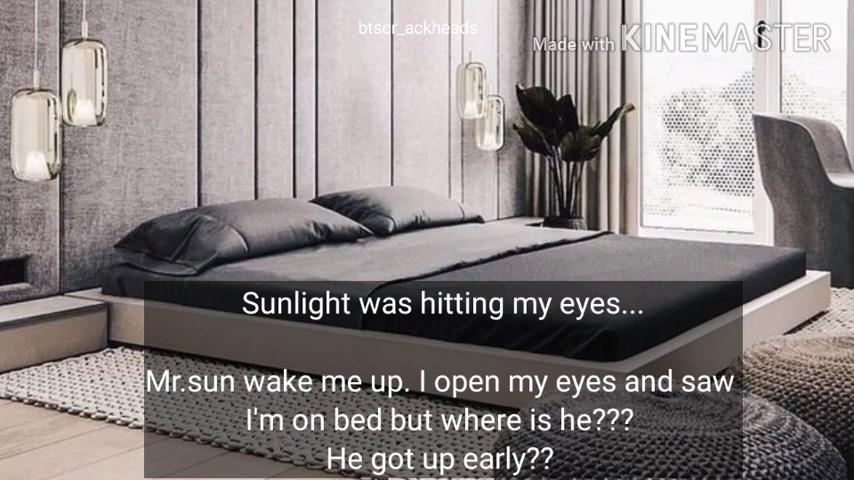 btscr_ackheads
Made with KINEMASTER
Sunlight was hitting my eyes...
Mr.sun wake me up. I open my eyes and saw
I'm on bed but where is he???
He got up early??